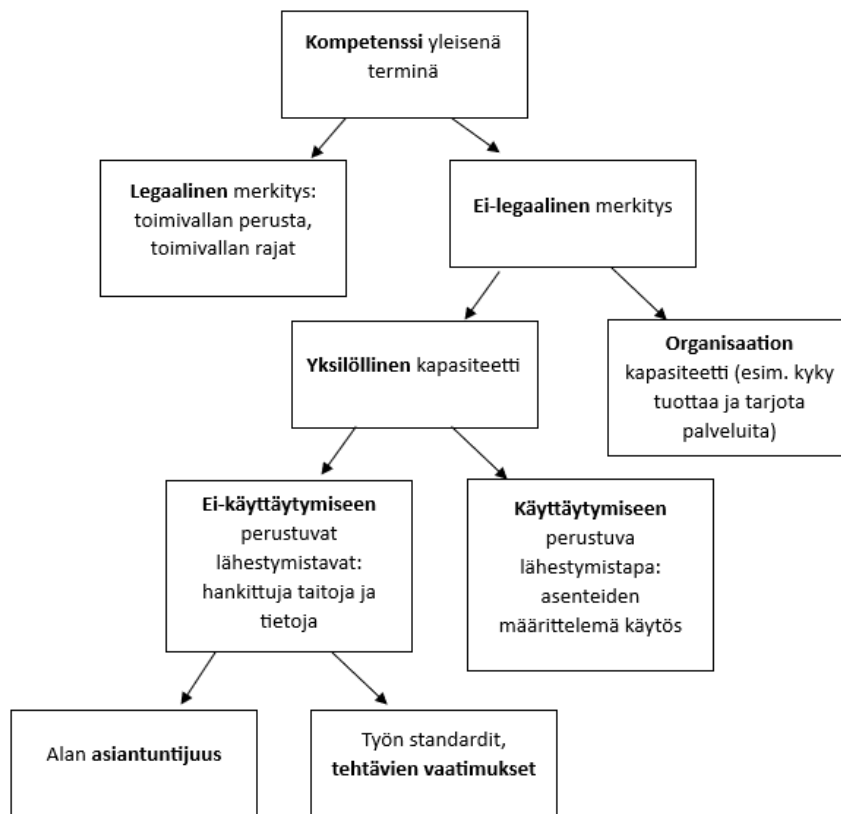 Kompetenssi yleisenä
terminä
Legaalinen merkitys:
toimivallan perusta,
toimivallan rajat
Ei-legaalinen merkitys
Yksilöllinen kapasiteetti
Organisaation
kapasiteetti (esim. kyky
tuottaa ja tarjota
palveluita)
Ei-käyttäytymiseen
perustuvat
lähestymistavat:
hankittuja taitoja ja
tietoja
Käyttäytymiseen
perustuva
lähestymistapa:
asenteiden
määrittelemä käytös
Alan asiantuntijuus
Työn standardit,
tehtävien vaatimukset